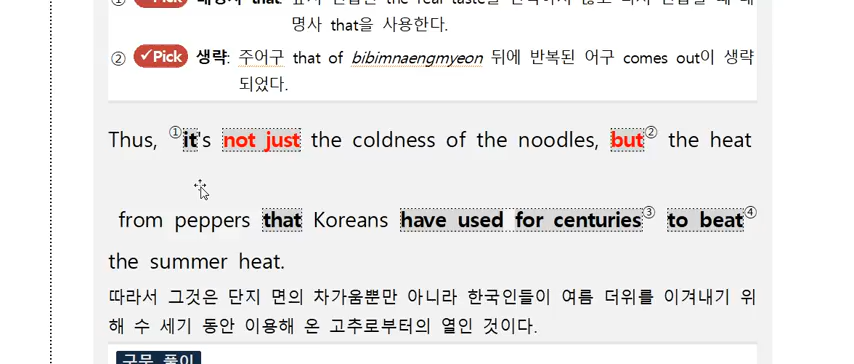 ①
② ✓Pick 생략: 주어구 that of bibimnaengmyeon 뒤에 반복된 어구 comes out이 생략
명사 that을 사용한다.
되었다.
Thus, ①it's not just the coldness of the noodles, but② the heat
from peppers that Koreans have used for centuries③ to beat④
the summer heat.
따라서 그것은 단지 면의 차가움뿐만 아니라 한국인들이 여름 더위를 이겨내기 위
해 수 세기 동안 이용해 온 고추로부터의 열인 것이다.
구문 풀이